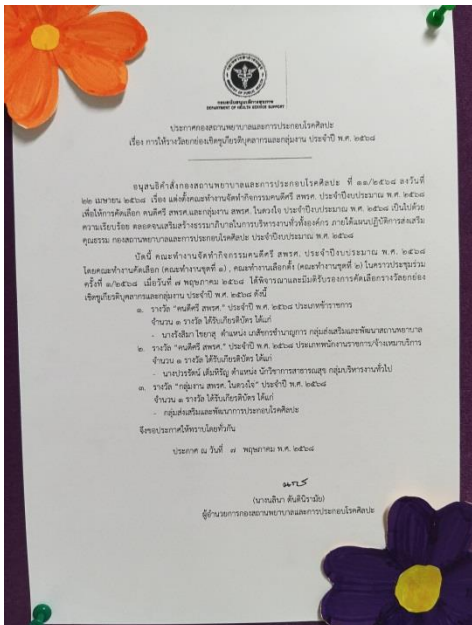 กรมสนับสนุนบริการสุขภาพ
DEPARTMENT OF HEALTH SERVICE SUPPORT
ประกาศกองสถานพยาบาลและการประกอบโรคศิลปะ
เรื่อง การให้รางวัลยกย่องเชิดชูเกียรติบุคลากรและกลุ่มงาน ประจำปี พ.ศ. ๒๕๖๘
อนุสนธิคำสั่งกองสถานพยาบาลและการประกอบโรคศิลปะ ที่ ๑๑/๒๕๖๘ ลงวันที่
๒๒ เมษายน ๒๕๖๘ เรื่อง แต่งตั้งคณะทำงานจัดทำกิจกรรมคนดีศรี สพรศ. ประจำปีงบประมาณ พ.ศ. ๒๕๖๘
เพื่อให้การคัดเลือก คนดีศรี สพรศ.และกลุ่มงาน สพรศ. ในดวงใจ ประจำปีงบประมาณ พ.ศ. ๒๕๖๘ เป็นไปด้วย
ความเรียบร้อย ตลอดจนเสริมสร้างธรรมาภิบาลในการบริหารงานทั่วทั้งองค์กร ภายใต้แผนปฏิบัติการส่งเสริม
คุณธรรม กองสถานพยาบาลและการประกอบโรคศิลปะ ประจำปีงบประมาณ พ.ศ. ๒๕๖๘
บัดนี้ คณะทำงานจัดทำกิจกรรมคนดีศรี สพรศ. ประจำปีงบประมาณ พ.ศ. ๒๕๖๘
โดยคณะทำงานคัดเลือก (คณะทำงานชุดที่ ๑) , คณะทำงานเลือกตั้ง (คณะทำงานชุดที่ ๒) ในคราวประชุมร่วม
ครั้งที่ ๑/๒๕๖๘ เมื่อวันที่ ๗ พฤษภาคม ๒๕๖๘ ได้พิจารณาและมีมติรับรองการคัดเลือกรางวัลยกย่อง
เชิดชูเกียรติบุคลากรและกลุ่มงาน ประจำปี พ.ศ. ๒๕๖๘ ดังนี้
๑. รางวัล "คนดีศรี สพรศ." ประจำปี พ.ศ. ๒๕๖๘ ประเภทข้าราชการ
จำนวน ๑ รางวัล ได้รับเกียรติบัตร ได้แก่
- นางรังสิมา ไชยาสุ ตำแหน่ง เภสัชกรชำนาญการ กลุ่มส่งเสริมและพัฒนาสถานพยาบาล
๒. รางวัล "คนดีศรี สพรศ." ประจำปี พ.ศ. ๒๕๖๘ ประเภทพนักงานราชการ/จ้างเหมาบริการ
จำนวน ๑ รางวัล ได้รับเกียรติบัตร ได้แก่
- นางปวรรัตน์ เต็มหิรัญ ตำแหน่ง นักวิชาการสาธารณสุข กลุ่มบริหารงานทั่วไป
๓. รางวัล "กลุ่มงาน สพรศ. ในดวงใจ" ประจำปี พ.ศ. ๒๕๖๘
จำนวน ๑ รางวัล ได้รับเกียรติบัตร ได้แก่
- กลุ่มส่งเสริมและพัฒนาการประกอบโรคศิลปะ
จึงขอประกาศให้ทราบโดยทั่วกัน
ประกาศ ณ วันที่ ๗ พฤษภาคม พ.ศ. ๒๕๖๘
(นางนลินา ตันตินิรามัย)
ผู้อำนวยการกองสถานพยาบาลและการประกอบโรคศิลปะ